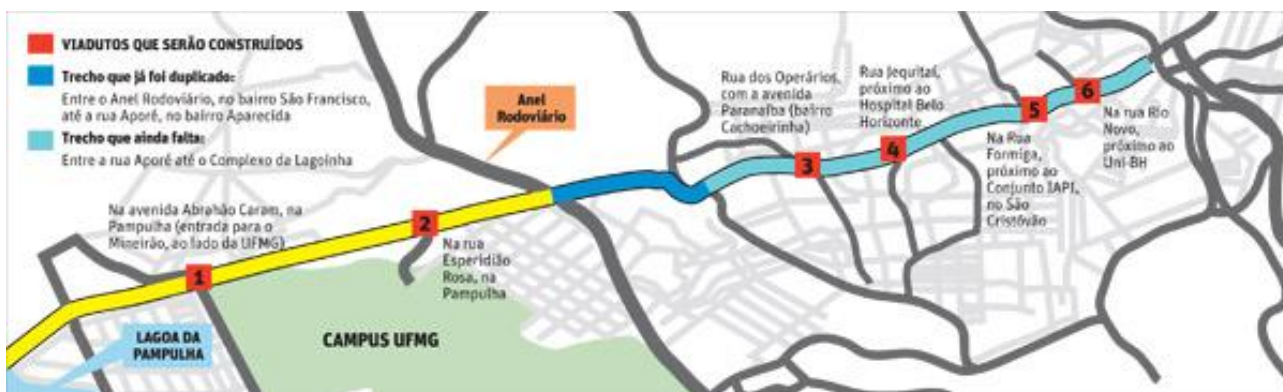 VIADUTOS QUE SERÃO CONSTRUÍDOS
Trecho que já foi duplicado:
Entre o Anel Rodoviário, no bairro São Francisco,
até a rua Aporé, no bairro Aparecida
Trecho que ainda falta:
Entre a rua Aporé até o Complexo da Lagoinha
Anel
Rodoviário
Na avenida Abrahão Caram, na
Pampulha (entrada para o
Mineirão, ao lado da UFMG)
1
2
Na rua
Esperidião
Rosa, na
Pampulha
Rua dos Operários,
com a avenida
Paranaíba (bairro
Cachoeirinha)
3
Rua Jequitaí,
próximo ao
Hospital Belo
Horizonte
4
5
Na Rua
Formiga,
próximo ao
Conjunto IAPI,
no São
Cristóvão
6
Na rua Rio
Novo,
próximo ao
Uni-BH
LAGOA DA
PAMPULHA
CAMPUS UFMG